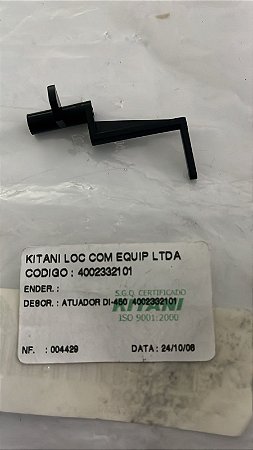 KITANI LOC COM EQUIP LTDA
CODIGO : 4002332101
S.G.Q. CERTIFICADO
ENDER. :
KITANI
DESCR. : ATUADOR DI-450 4002332101
ISO 9001:2000
NF. : 004429 DATA : 24/10/08